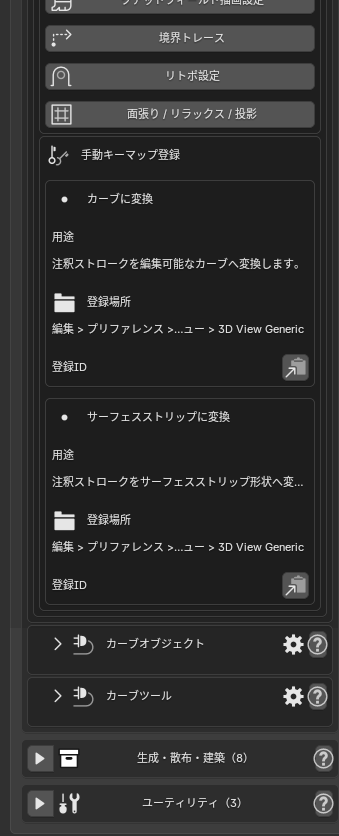 境界トレース
リトポ設定
面張り / リラックス / 投影
手動キーマップ登録
カーブに変換
用途
注釈ストロークを編集可能なカーブへ変換します。
登録場所
編集 > プリファレンス >...ュー > 3D View Generic
登録ID
サーフェスストリップに変換
用途
注釈ストロークをサーフェスストリップ形状へ変...
登録場所
編集 > プリファレンス >...ュー > 3D View Generic
登録ID
カーブオブジェクト
カーブツール
生成・散布・建築（8）
ユーティリティ（3）